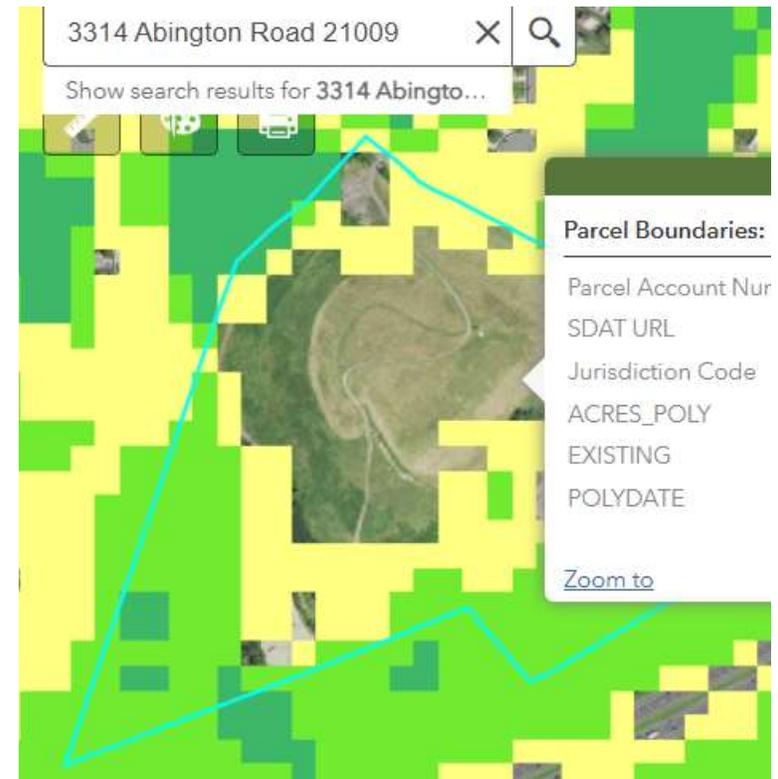 3314 Abington Road 21009
Show search results for 3314 Abingto...
Parcel Boundaries:
Parcel Account Nur
SDAT URL
Jurisdiction Code
ACRES_POLY
EXISTING
POLYDATE
Zoom to